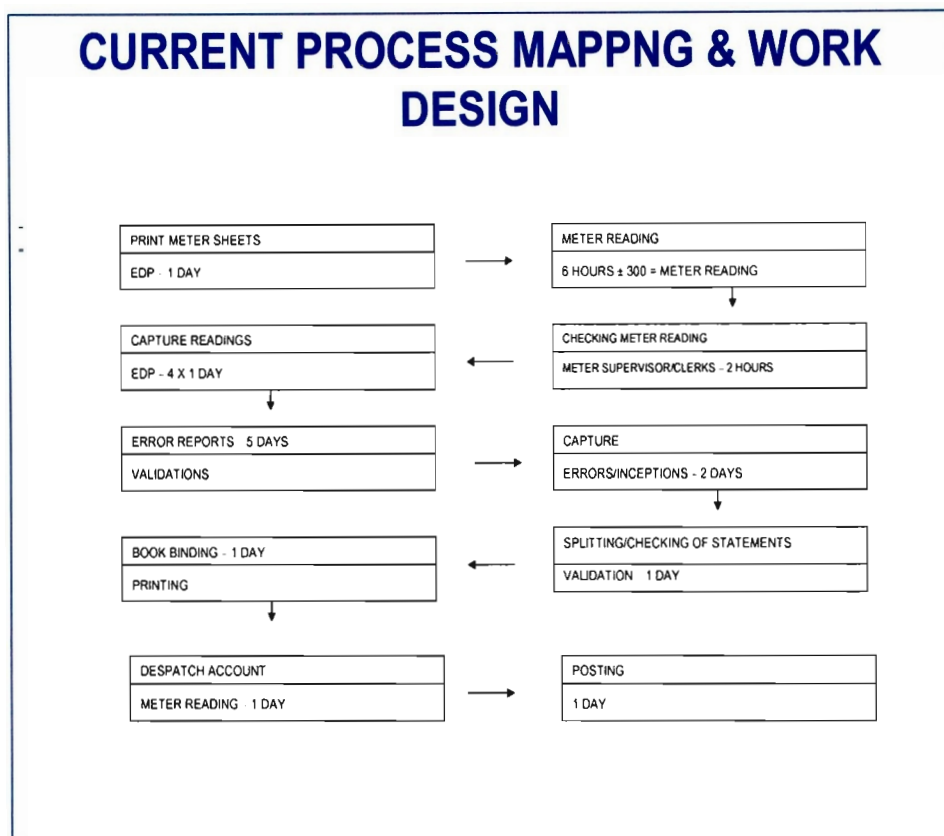 CURRENT PROCESS MAPPNG & WORK
DESIGN
PRINT METER SHEETS
EDP - 1 DAY
METER READING
6 HOURS ± 300 = METER READING
CAPTURE READINGS
EDP - 4 X 1 DAY
CHECKING METER READING
METER SUPERVISOR/CLERKS - 2 HOURS
ERROR REPORTS 5 DAYS
VALIDATIONS
CAPTURE
ERRORS/INCEPTIONS - 2 DAYS
BOOK BINDING - 1 DAY
PRINTING
SPLITTING/CHECKING OF STATEMENTS
VALIDATION 1 DAY
DESPATCH ACCOUNT
METER READING - 1 DAY
POSTING
1 DAY